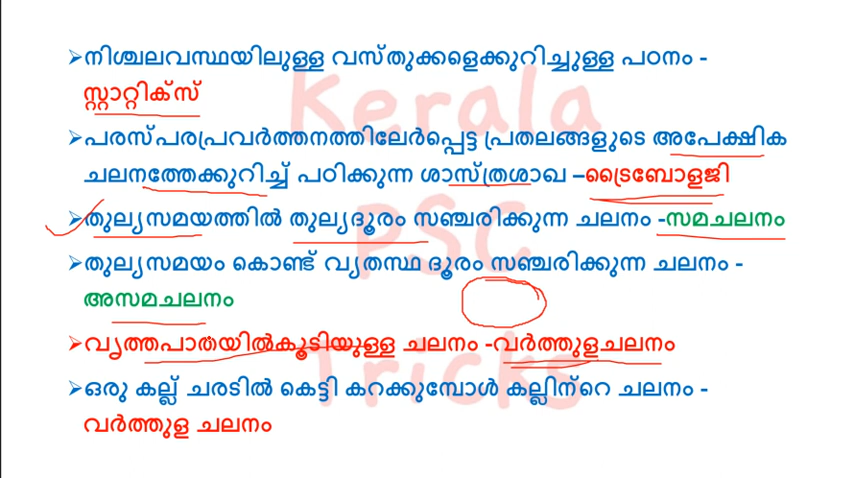 ➢നിശ്ചലവസ്ഥയിലുള്ള വസ്തുക്കളെക്കുറിച്ചുള്ള പഠനം -
സ്റ്റാറ്റിക്സ്
➢പരസ്പരപ്രവർത്തനത്തിലേർപ്പെട്ട പ്രതലങ്ങളുടെ അപേക്ഷിക
ചലനത്തേക്കുറിച്ച് പഠിക്കുന്ന ശാസ്ത്രശാഖ –ട്രൈബോളജി
➢തുല്യസമയത്തിൽ തുല്യദൂരം സഞ്ചരിക്കുന്ന ചലനം -സമചലനം
➢തുല്യസമയം കൊണ്ട് വ്യതസ്ഥ ദൂരം സഞ്ചരിക്കുന്ന ചലനം -
അസമചലനം
➢വൃത്തപാതയിൽകൂടിയുള്ള ചലനം -വർത്തുളചലനം
➢ഒരു കല്ല് ചരടിൽ കെട്ടി കറക്കുമ്പോൾ കല്ലിന്റെ ചലനം -
വർത്തുള ചലനം
Kerala
PSC
Tricks